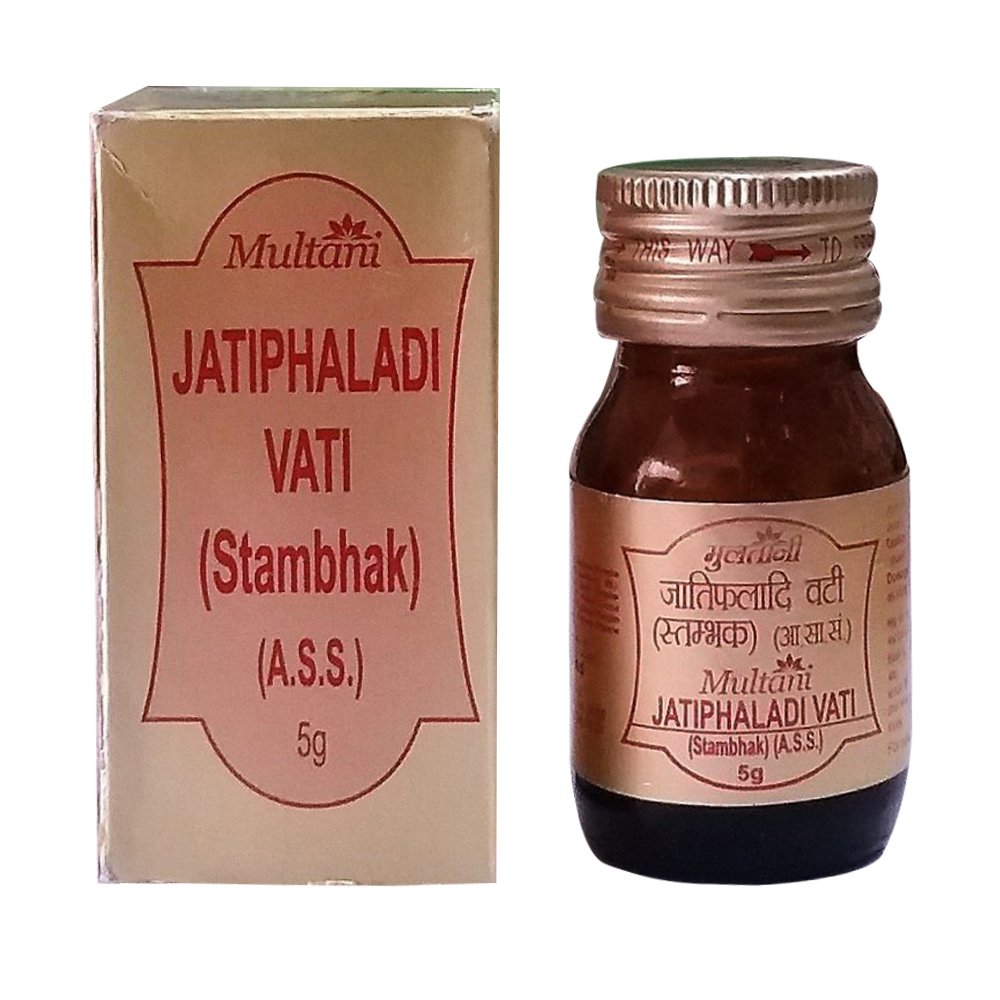 Multani
JATIPHALADI
VATI
(Stambhak)
(A.S.S.)
5g
THIS WAY TO
मुलतानी
जातिफलादि वटी
(स्तम्भक) (आ.सा.सं.)
Multani
JATIPHALADI VATI
(Stambhak) (A.S.S.)
5g